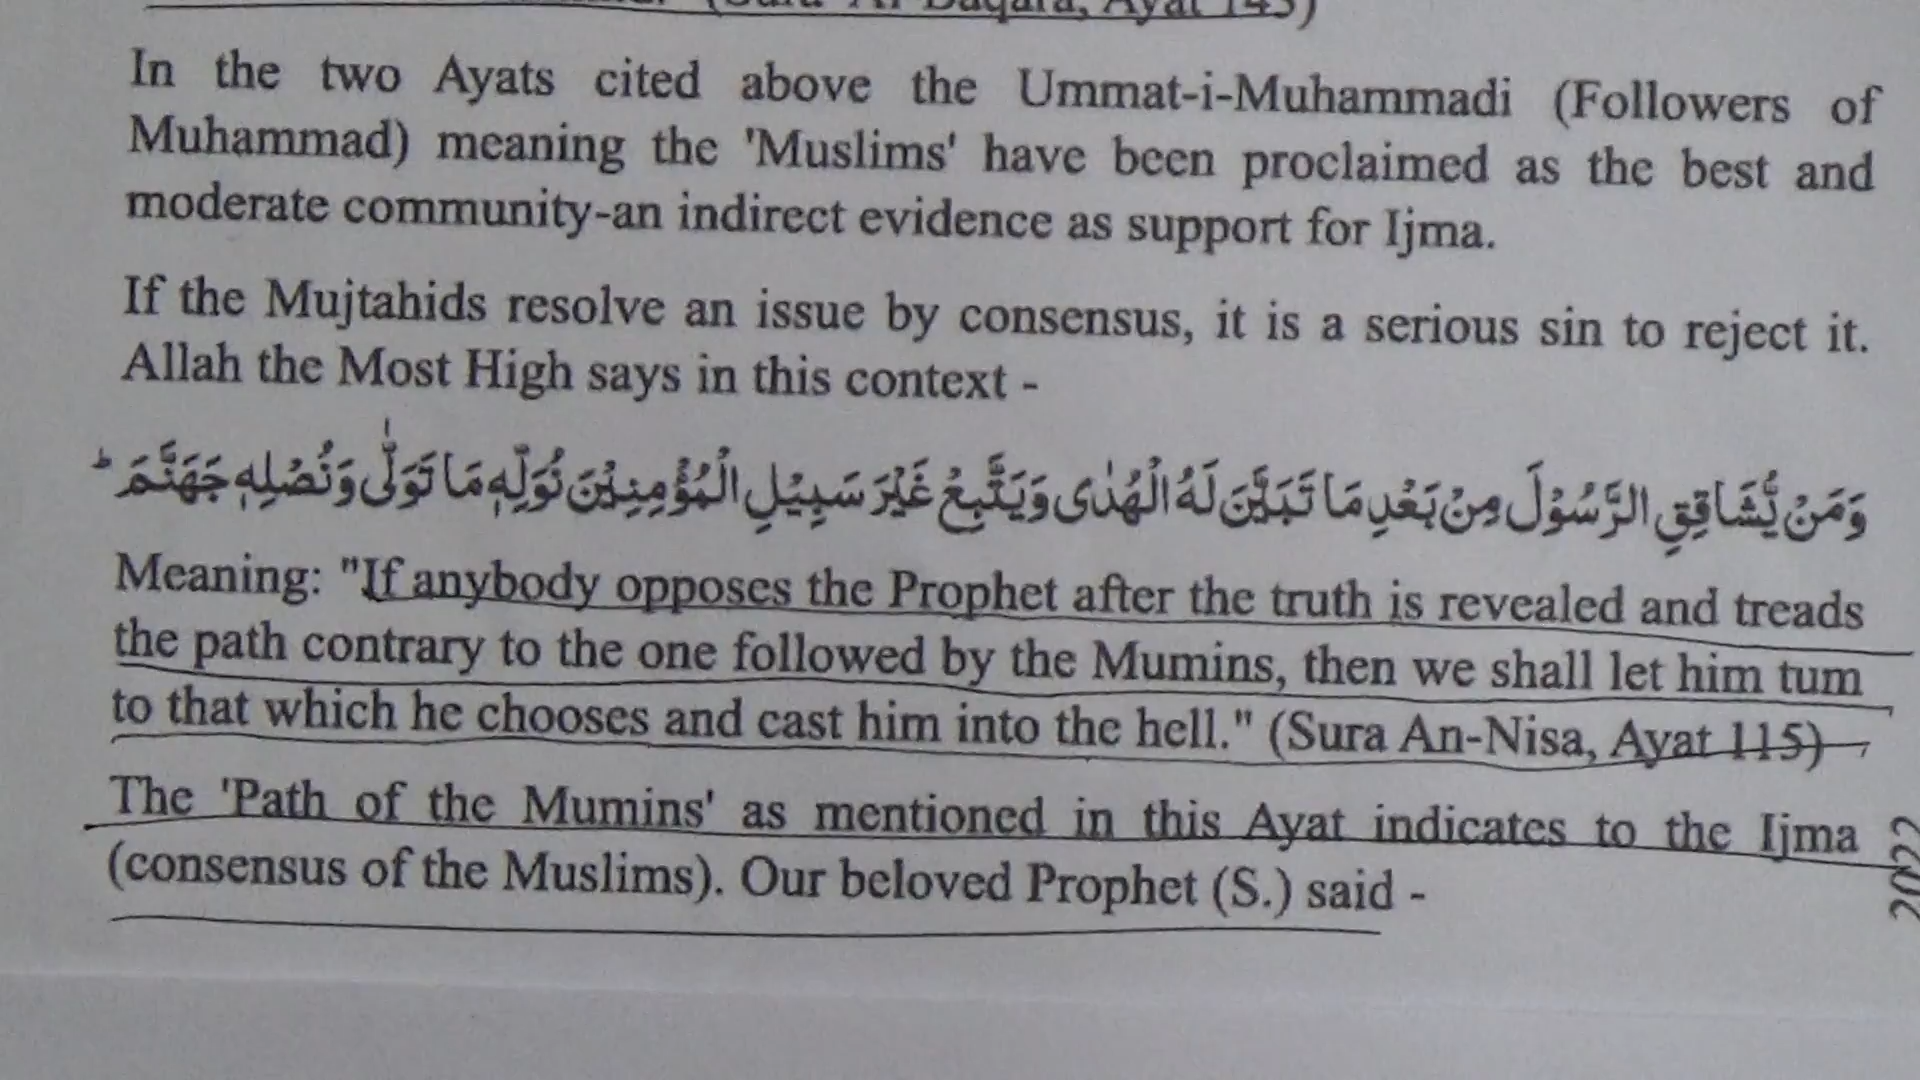 (Sura Al-Baqara, Ayat 143)
In the two Ayats cited above the Ummat-i-Muhammadi (Followers of
Muhammad) meaning the 'Muslims' have been proclaimed as the best and
moderate community-an indirect evidence as support for Ijma.
If the Mujtahids resolve an issue by consensus, it is a serious sin to reject it.
Allah the Most High says in this context -
وَمَنْ يُّشَاقِقِ الرَّسُوْلَ مِنْ بَعْدِ مَا تَبَيَّنَ لَهُ الْهُدٰى وَيَتَّبِعْ غَيْرَ سَبِيْلِ الْمُؤْمِنِيْنَ نُوَلِّهٖ مَا تَوَلّٰى وَنُصْلِهٖ جَهَنَّمَ ؕ
Meaning: "If anybody opposes the Prophet after the truth is revealed and treads
the path contrary to the one followed by the Mumins, then we shall let him tum
to that which he chooses and cast him into the hell." (Sura An-Nisa, Ayat 115)
The 'Path of the Mumins' as mentioned in this Ayat indicates to the Ijma
(consensus of the Muslims). Our beloved Prophet (S.) said -
2022